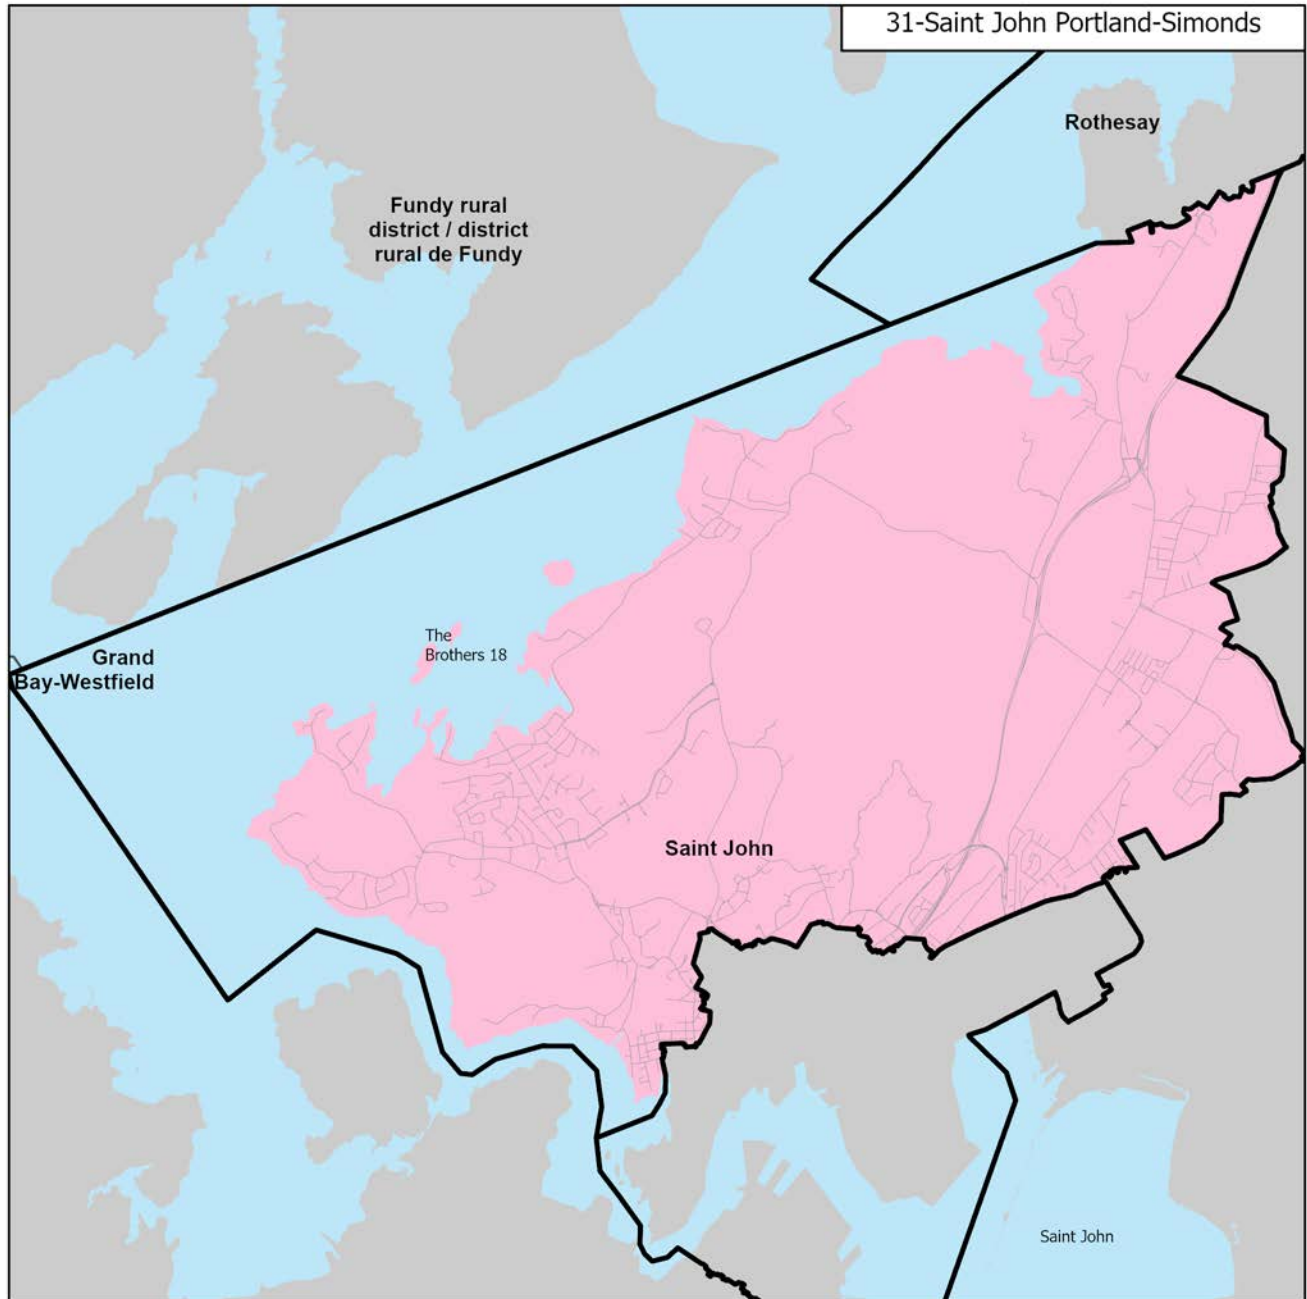 31-Saint John Portland-Simonds
Rothesay
Fundy rural
district / district
rural de Fundy
The
Brothers 18
Grand
Bay-Westfield
Saint John
Saint John